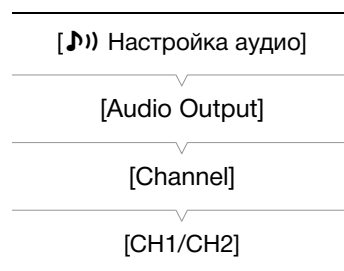 [♪)) Настройка аудио]
[Audio Output]
[Channel]
[CH1/CH2]